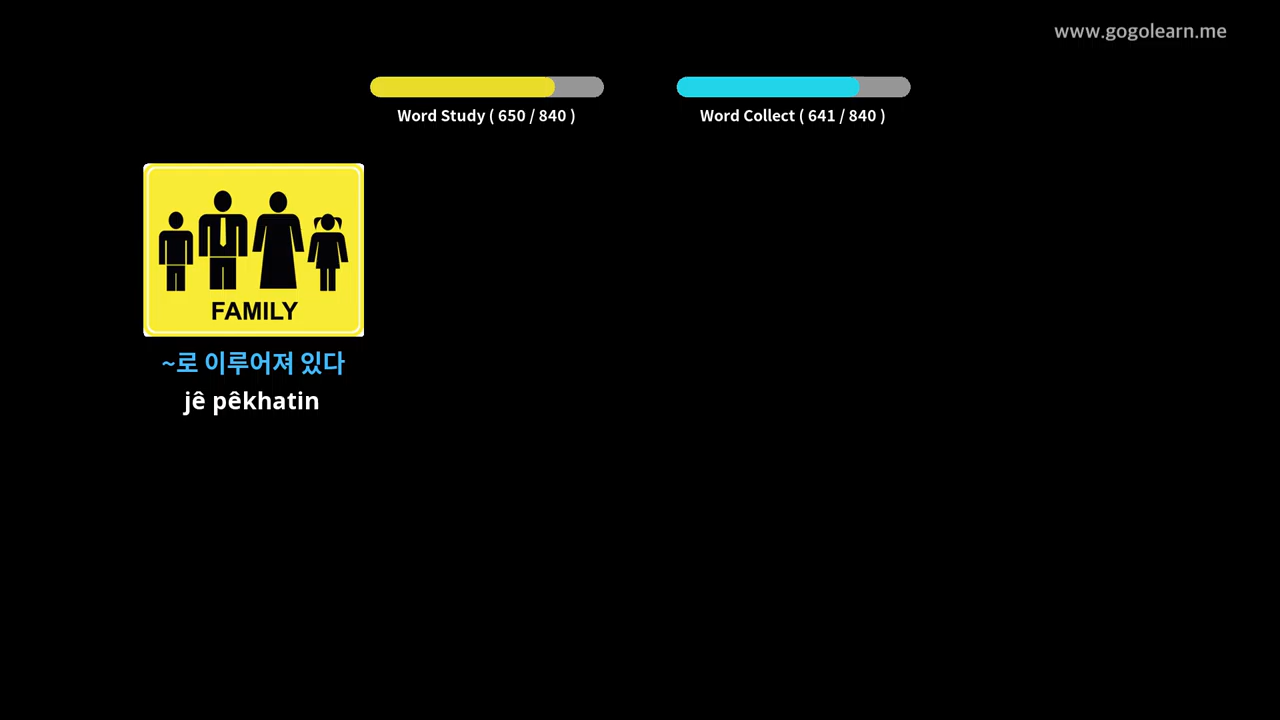 www.gogolearn.me
Word Study ( 650 / 840 )
Word Collect ( 641 / 840 )
FAMILY
~로 이루어져 있다
jê pêkhatin